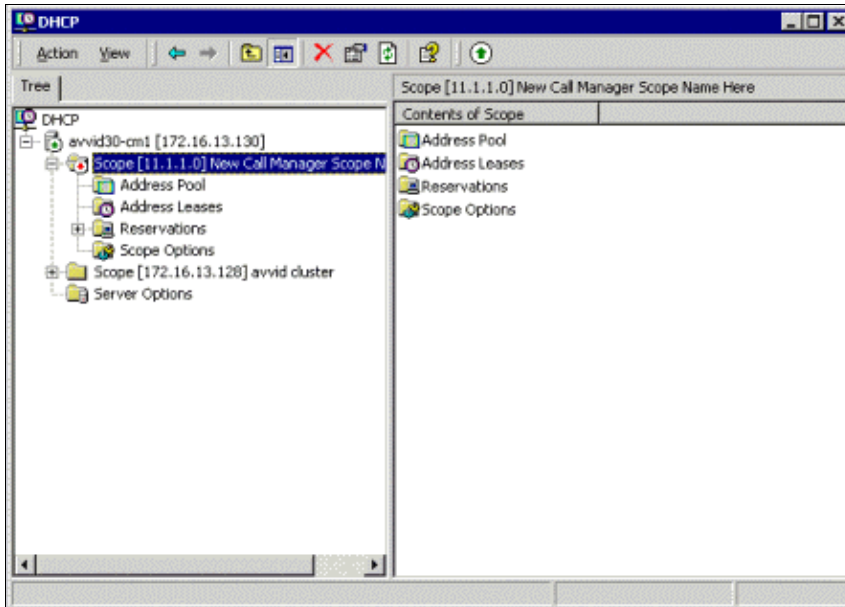 DHCP
Action View
Tree
Scope [11.1.1.0] New Call Manager Scope Name Here
DHCP
avvid30-cm1 [172.16.13.130]
Scope [11.1.1.0] New Call Manager Scope N
Address Pool
Address Leases
Reservations
Scope Options
Scope [172.16.13.128] avvid cluster
Server Options
Contents of Scope
Address Pool
Address Leases
Reservations
Scope Options